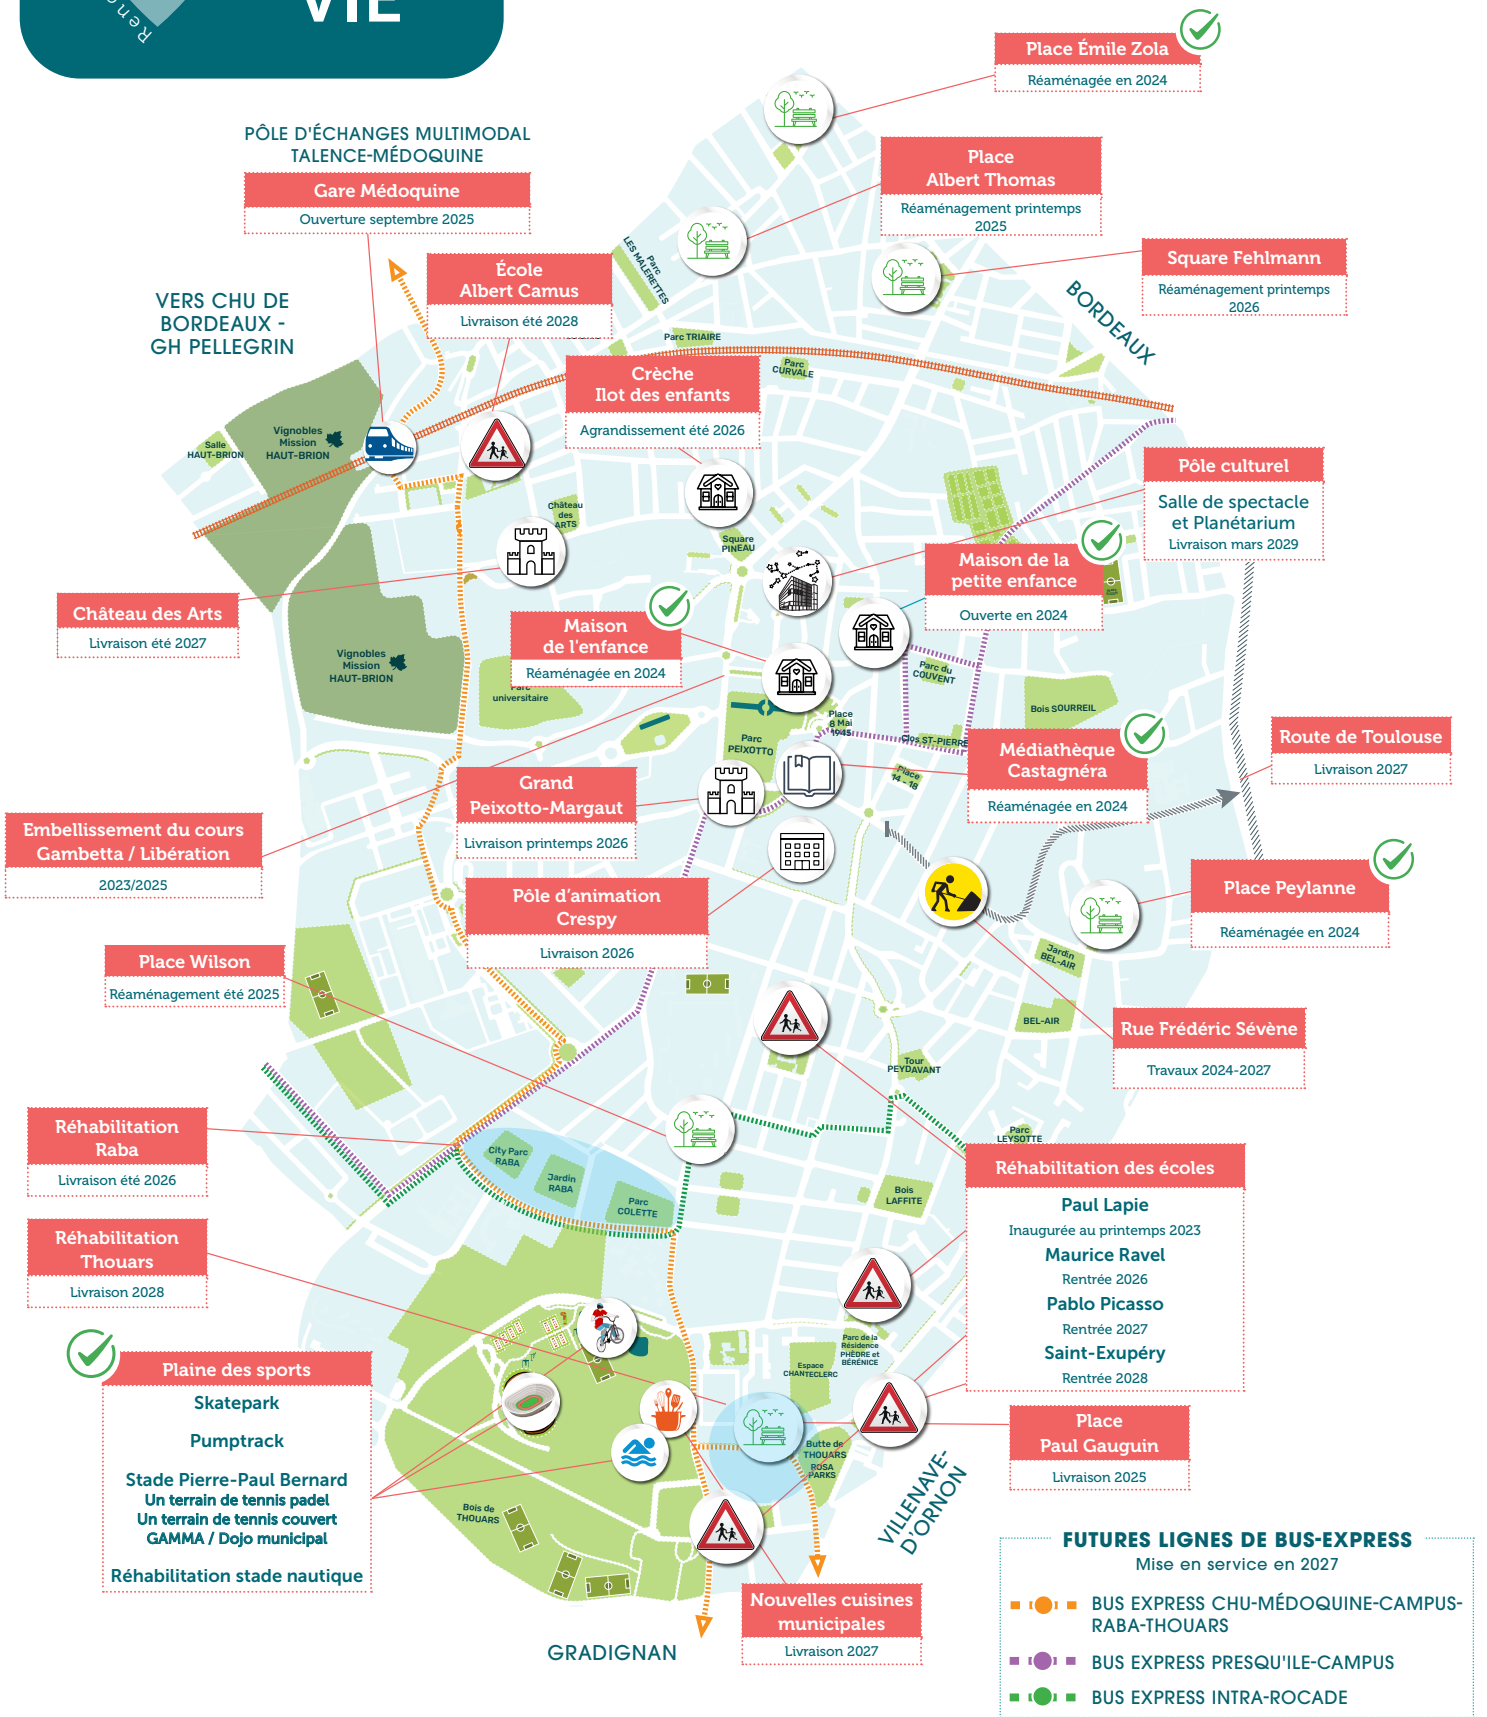 VIE
Place Émile Zola
Réaménagée en 2024
PÔLE D'ÉCHANGES MULTIMODAL
TALENCE-MÉDOQUINE
Gare Médoquine
Ouverture septembre 2025
Place
Albert Thomas
Réaménagement printemps
2025
Square Fehlmann
Réaménagement printemps
2026
École
Albert Camus
Livraison été 2028
VERS CHU DE
BORDEAUX -
GH PELLEGRIN
BORDEAUX
Parc
LES MALERETTES
Parc TRIAIRE
Parc
CURVALE
Crèche
Ilot des enfants
Agrandissement été 2026
Salle
HAUT-BRION
Vignobles
Mission
HAUT-BRION
Pôle culturel
Salle de spectacle
et Planétarium
Livraison mars 2029
Château
des
ARTS
Square
PINEAU
Maison de la
petite enfance
Ouverte en 2024
Château des Arts
Livraison été 2027
Maison
de l'enfance
Réaménagée en 2024
Vignobles
Mission
HAUT-BRION
Parc
universitaire
Parc du
COUVENT
Bois SOURREIL
Place
8 Mai
1945
Parc
PEIXOTTO
Clos ST-PIERRE
Place
14 - 18
Médiathèque
Castagnéra
Réaménagée en 2024
Route de Toulouse
Livraison 2027
Grand
Peixotto-Margaut
Livraison printemps 2026
Embellissement du cours
Gambetta / Libération
2023/2025
Pôle d’animation
Crespy
Livraison 2026
Place Peylanne
Réaménagée en 2024
Place Wilson
Réaménagement été 2025
Jardin
BEL-AIR
BEL-AIR
Rue Frédéric Sévène
Travaux 2024-2027
Tour
PEYDAVANT
Réhabilitation
Raba
Livraison été 2026
City Parc
RABA
Jardin
RABA
Parc
COLETTE
Parc
LEYSOTTE
Bois
LAFFITE
Réhabilitation des écoles
Paul Lapie
Inaugurée au printemps 2023
Maurice Ravel
Rentrée 2026
Pablo Picasso
Rentrée 2027
Saint-Exupéry
Rentrée 2028
Réhabilitation
Thouars
Livraison 2028
Parc de la
Résidence
PHÈDRE et
BÉRÉNICE
Espace
CHANTECLERC
Plaine des sports
Skatepark
Pumptrack
Stade Pierre-Paul Bernard
Un terrain de tennis padel
Un terrain de tennis couvert
GAMMA / Dojo municipal
Réhabilitation stade nautique
Place
Paul Gauguin
Livraison 2025
Butte de
THOUARS
ROSA
PARKS
Bois de
THOUARS
VILLENAVE-
D'ORNON
Nouvelles cuisines
municipales
Livraison 2027
GRADIGNAN
FUTURES LIGNES DE BUS-EXPRESS
Mise en service en 2027
BUS EXPRESS CHU-MÉDOQUINE-CAMPUS-
RABA-THOUARS
BUS EXPRESS PRESQU'ILE-CAMPUS
BUS EXPRESS INTRA-ROCADE